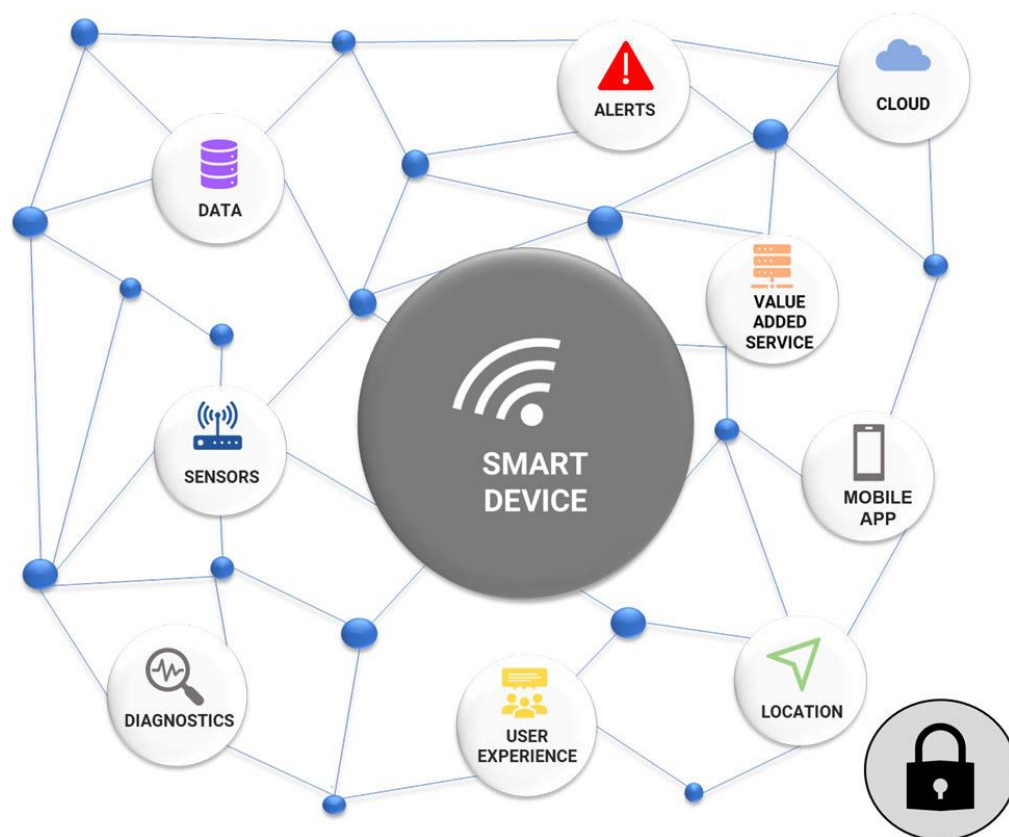 ALERTS
CLOUD
DATA
VALUE
ADDED
SERVICE
SENSORS
SMART
DEVICE
MOBILE
APP
DIAGNOSTICS
USER
EXPERIENCE
LOCATION